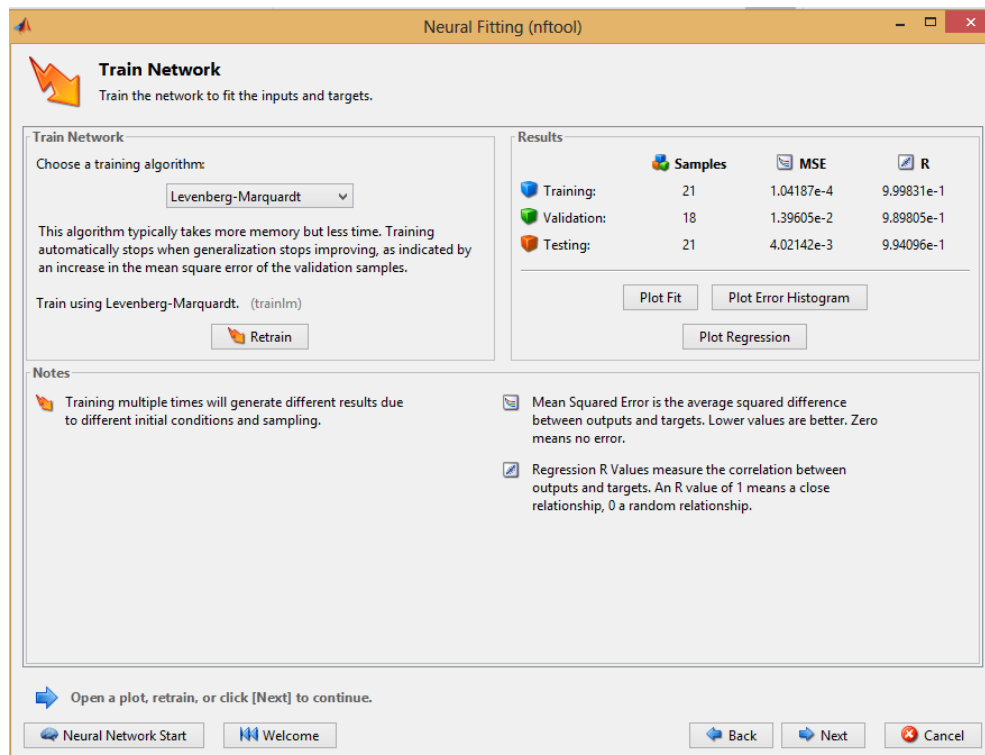 Neural Fitting (nftool)
Train Network
Train the network to fit the inputs and targets.
Train Network
Choose a training algorithm:
Levenberg-Marquardt
This algorithm typically takes more memory but less time. Training
automatically stops when generalization stops improving, as indicated by
an increase in the mean square error of the validation samples.
Train using Levenberg-Marquardt. (trainlm)
Retrain
Results
Samples MSE R
Training: 21 1.04187e-4 9.99831e-1
Validation: 18 1.39605e-2 9.89805e-1
Testing: 21 4.02142e-3 9.94096e-1
Plot Fit Plot Error Histogram
Plot Regression
Notes
Training multiple times will generate different results due
to different initial conditions and sampling.
Mean Squared Error is the average squared difference
between outputs and targets. Lower values are better. Zero
means no error.
Regression R Values measure the correlation between
outputs and targets. An R value of 1 means a close
relationship, 0 a random relationship.
Open a plot, retrain, or click [Next] to continue.
Neural Network Start Welcome Back Next Cancel